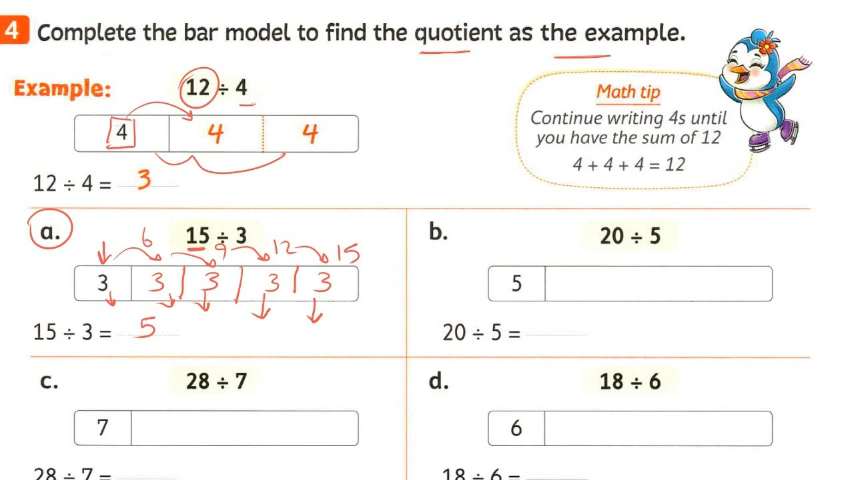 4 Complete the bar model to find the quotient as the example.
Example: 12 ÷ 4
4 4 4
12 ÷ 4 = 3
Math tip
Continue writing 4s until
you have the sum of 12
4 + 4 + 4 = 12
a. 15 ÷ 3
6 9 12 15
3 3 3 3 3
15 ÷ 3 = 5
b. 20 ÷ 5
5
20 ÷ 5 =
c. 28 ÷ 7
7
28 ÷ 7 =
d. 18 ÷ 6
6
18 ÷ 6 =